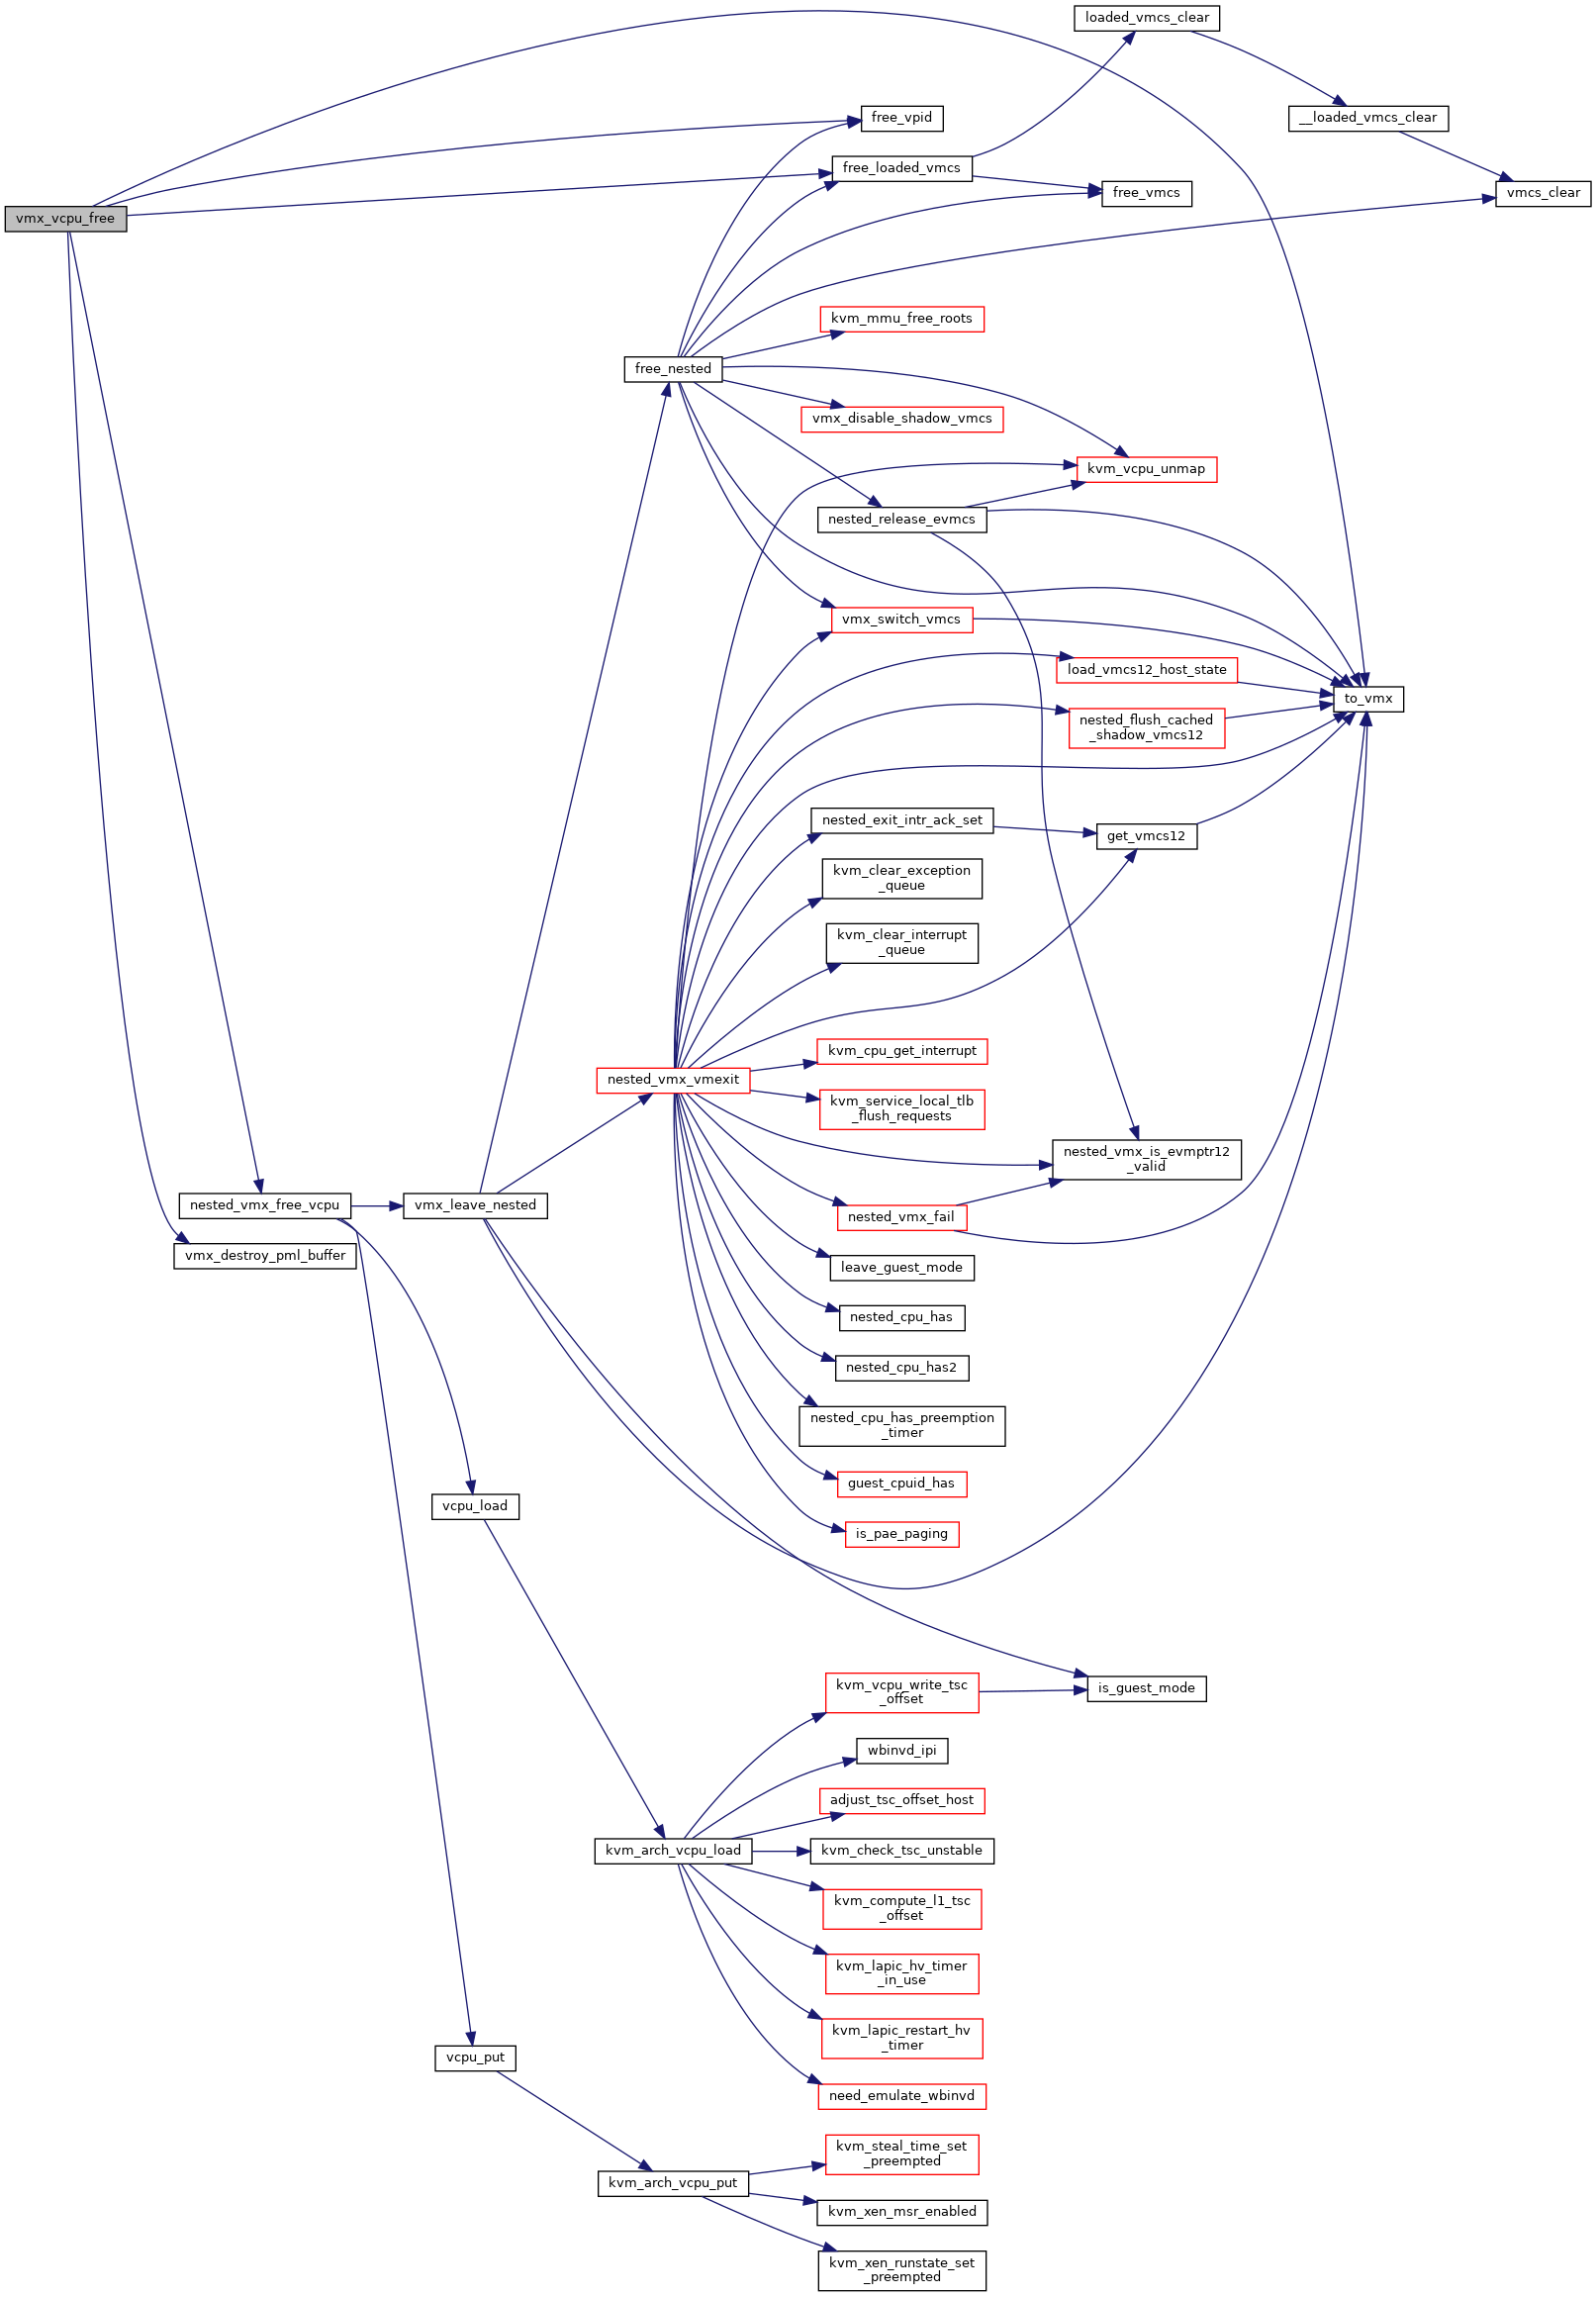 loaded_vmcs_clear
free_vpid
__loaded_vmcs_clear
free_loaded_vmcs
free_vmcs
vmcs_clear
vmx_vcpu_free
kvm_mmu_free_roots
free_nested
vmx_disable_shadow_vmcs
kvm_vcpu_unmap
nested_release_evmcs
vmx_switch_vmcs
load_vmcs12_host_state
to_vmx
nested_flush_cached
_shadow_vmcs12
nested_exit_intr_ack_set
get_vmcs12
kvm_clear_exception
_queue
kvm_clear_interrupt
_queue
kvm_cpu_get_interrupt
nested_vmx_vmexit
kvm_service_local_tlb
_flush_requests
nested_vmx_is_evmptr12
_valid
nested_vmx_free_vcpu
vmx_leave_nested
nested_vmx_fail
vmx_destroy_pml_buffer
leave_guest_mode
nested_cpu_has
nested_cpu_has2
nested_cpu_has_preemption
_timer
guest_cpuid_has
vcpu_load
is_pae_paging
kvm_vcpu_write_tsc
_offset
is_guest_mode
wbinvd_ipi
adjust_tsc_offset_host
kvm_arch_vcpu_load
kvm_check_tsc_unstable
kvm_compute_l1_tsc
_offset
kvm_lapic_hv_timer
_in_use
kvm_lapic_restart_hv
_timer
vcpu_put
need_emulate_wbinvd
kvm_steal_time_set
_preempted
kvm_arch_vcpu_put
kvm_xen_msr_enabled
kvm_xen_runstate_set
_preempted